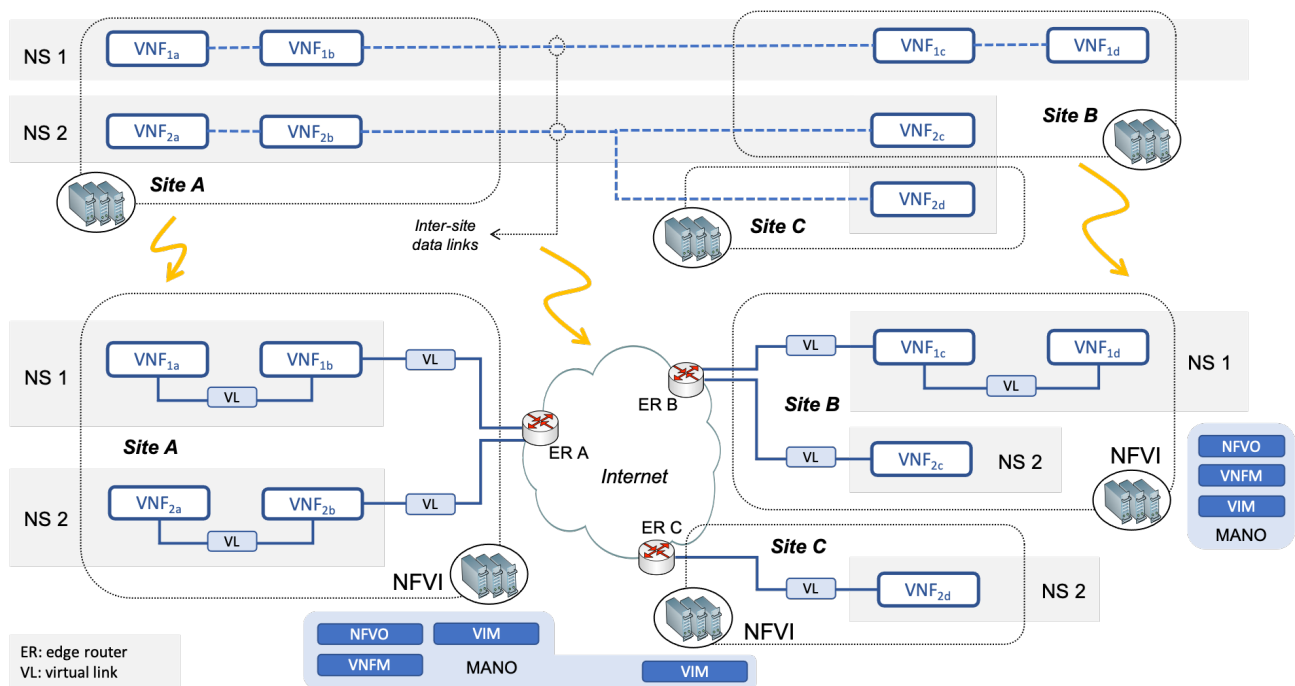 NS 1
VNF1a
VNF1b
VNF1c
VNF1d
NS 2
VNF2a
VNF2b
VNF2c
Site B
Site A
VNF2d
Site C
Inter-site
data links
NS 1
VNF1a
VNF1b
VL
VL
Site A
NS 2
VNF2a
VNF2b
VL
VL
NFVI
ER A
Internet
ER B
ER C
VL
VNF1c
VNF1d
VL
NS 1
Site B
VL
VNF2c
NS 2
NFVI
NFVO
VNFM
VIM
MANO
Site C
VL
VNF2d
NS 2
NFVI
NFVO
VIM
VNFM
MANO
VIM
ER: edge router
VL: virtual link